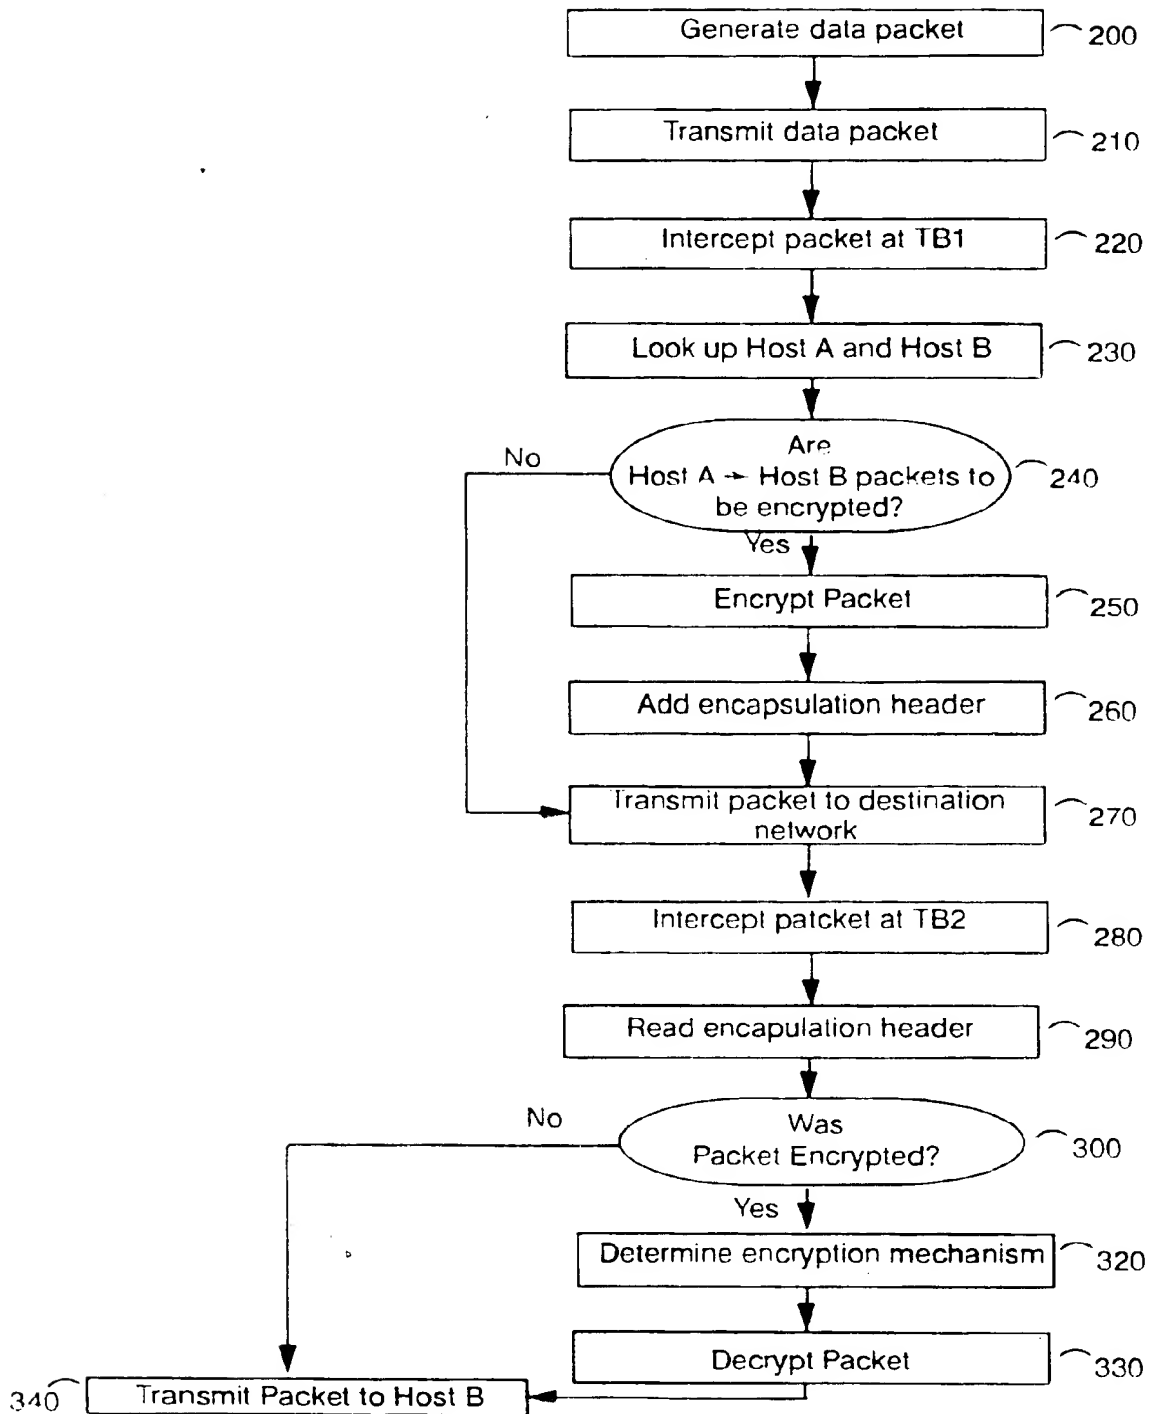 Generate data packet
200
Transmit data packet
210
Intercept packet at TB1
220
Look up Host A and Host B
230
Are
Host A → Host B packets to
be encrypted?
240
No
Yes
Encrypt Packet
250
Add encapsulation header
260
Transmit packet to destination
network
270
Intercept patcket at TB2
280
Read encapulation header
290
Was
Packet Encrypted?
300
No
Yes
Determine encryption mechanism
320
Decrypt Packet
330
340
Transmit Packet to Host B